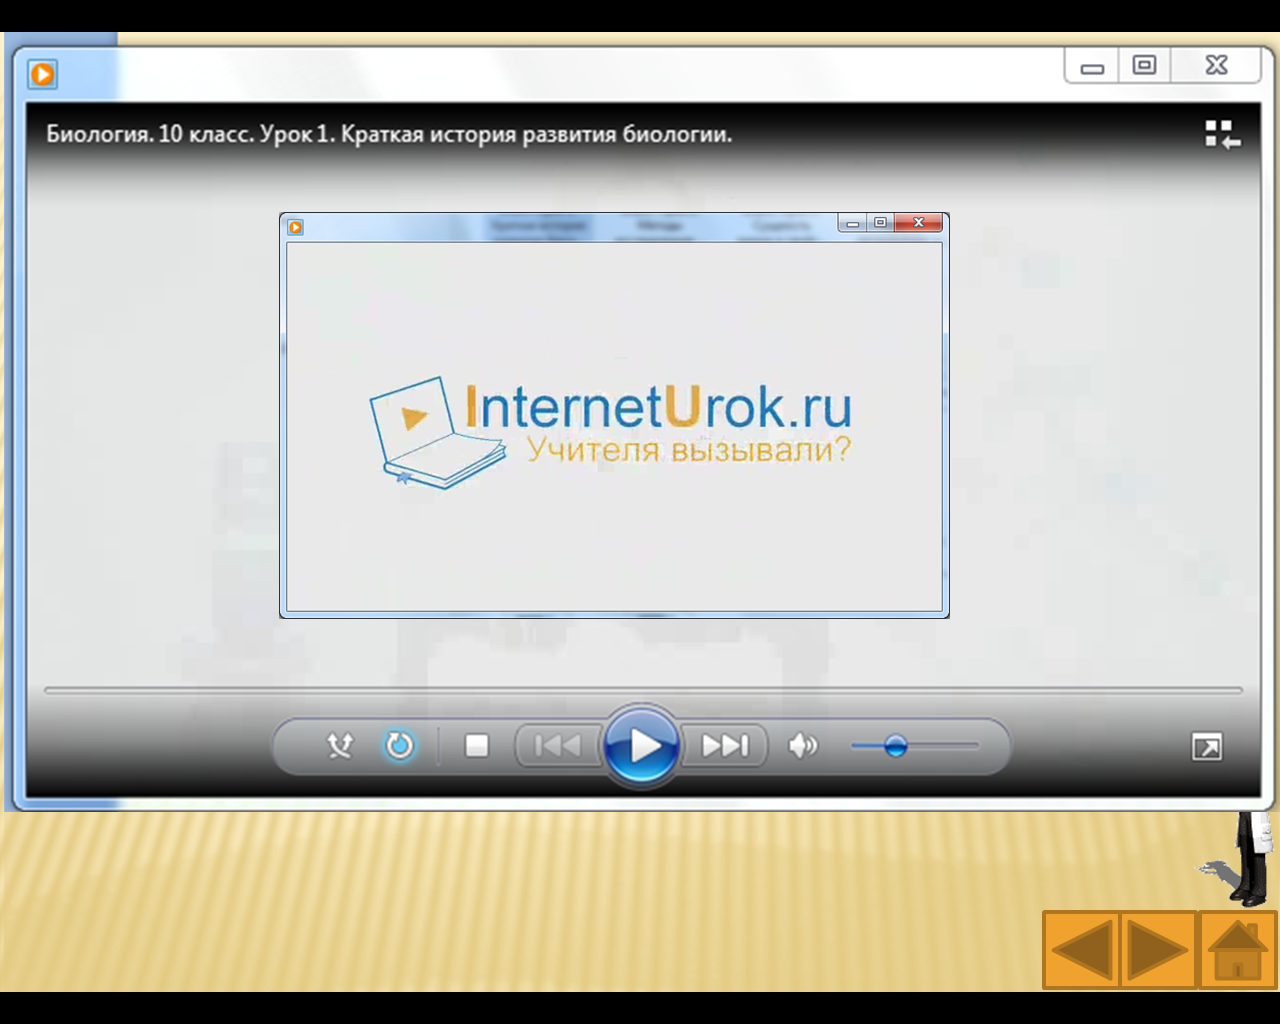 Биология. 10 класс. Урок 1. Краткая история развития биологии.
InternetUrok.ru
Учителя вызывали?